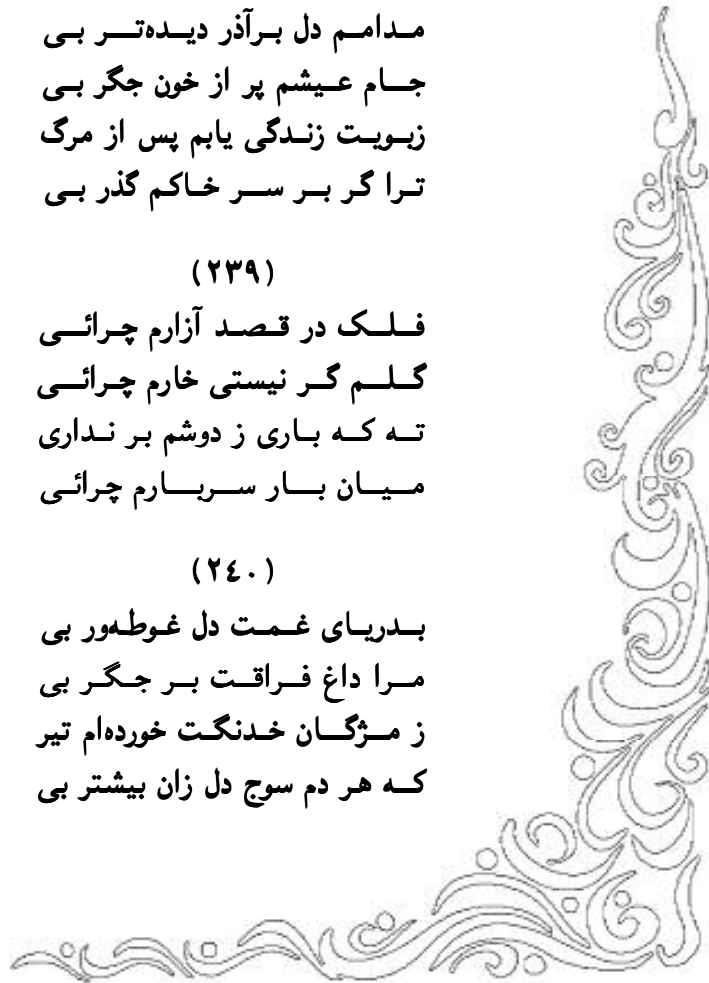 مدامم دل برآذر دیده‌تر بی
جام عیشم پر از خون جگر بی
زبویت زندگی یابم پس از مرگ
ترا گر بر سر خاکم گذر بی
(۲۳۹)
فلک در قصد آزارم چرائی
گلم گر نیستی خارم چرائی
ته که باری ز دوشم بر نداری
میان بار سربارم چرائی
(۲٤۰)
بدریای غمت دل غوطه‌ور بی
مرا داغ فراقت بر جگر بی
ز مژگان خدنگت خورده‌ام تیر
که هر دم سوج دل زان بیشتر بی